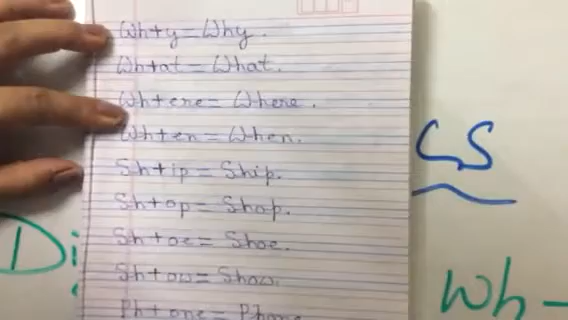 Wh+y=Why.
Wh+at=What.
Wh+ere=Where.
Wh+en=When.
Sh+ip=Ship.
Sh+op=Shop.
Sh+oe=Shoe.
Sh+ow=Show.
Ph+one=Phone
CS
Di
Wh-